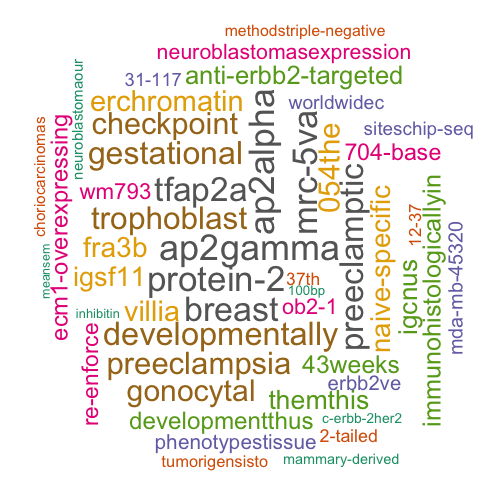 methodstriple-negative
neuroblastomasexpression
31-117
anti-erbb2-targeted
neuroblastomaour
erchromatin
ap2alpha
worldwidec
choriocarcinomas
checkpoint
mrc-5va
054the
siteschip-seq
gestational
704-base
ecm1-overexpressing
wm793
tfap2a
preeclamptic
naive-specific
trophoblast
12-37
igcnus
immunohistologicallyin
mda-mb-45320
fra3b
ap2gamma
igsf11
protein-2
37th
meansem
100bp
villia
breast
ob2-1
inhibitin
re-enforce
developmentally
preeclampsia
43weeks
gonocytal
erbb2ve
themthis
developmentthus
c-erbb-2her2
phenotypestissue
2-tailed
tumorigensisto
mammary-derived